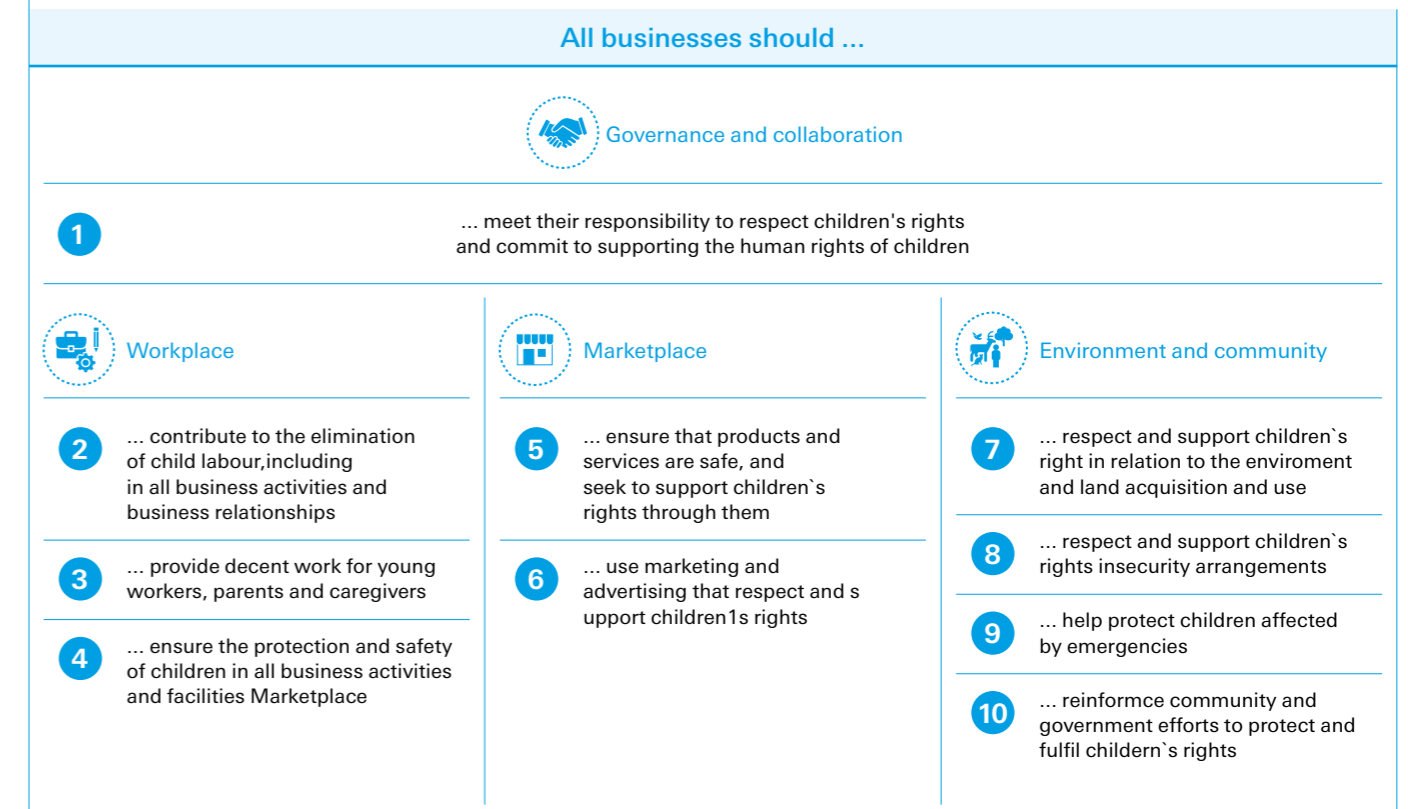 All businesses should ...
Governance and collaboration
1
... meet their responsibility to respect children's rights
and commit to supporting the human rights of children
Workplace
2
... contribute to the elimination
of child labour,including
in all business activities and
business relationships
3
... provide decent work for young
workers, parents and caregivers
4
... ensure the protection and safety
of children in all business activities
and facilities Marketplace
Marketplace
5
... ensure that products and
services are safe, and
seek to support children`s
rights through them
6
... use marketing and
advertising that respect and s
upport children1s rights
Environment and community
7
... respect and support children`s
right in relation to the enviroment
and land acquisition and use
8
... respect and support children`s
rights insecurity arrangements
9
... help protect children affected
by emergencies
10
... reinformce community and
government efforts to protect and
fulfil childern`s rights